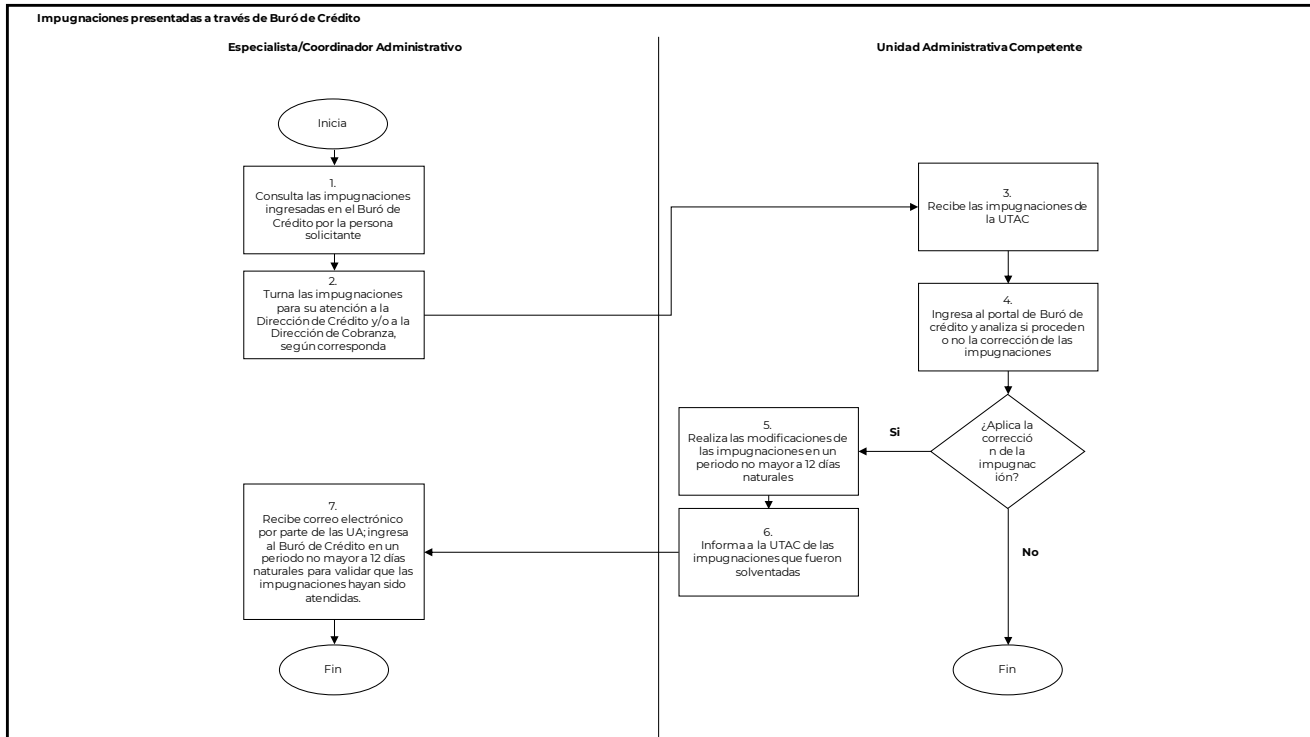 Impugnaciones presentadas a través de Buró de Crédito
Especialista/Coordinador Administrativo
Unidad Administrativa Competente
Inicia
1.
Consulta las impugnaciones
ingresadas en el Buró de
Crédito por la persona
solicitante
2.
Turna las impugnaciones
para su atención a la
Dirección de Crédito y/o a la
Dirección de Cobranza,
según corresponda
3.
Recibe las impugnaciones de
la UTAC
4.
Ingresa al portal de Buró de
crédito y analiza si proceden
o no la corrección de las
impugnaciones
¿Aplica la
correcció
n de la
impugnac
ión?
Si
5.
Realiza las modificaciones de
las impugnaciones en un
periodo no mayor a 12 días
naturales
6.
Informa a la UTAC de las
impugnaciones que fueron
solventadas
No
7.
Recibe correo electrónico
por parte de las UA; ingresa
al Buró de Crédito en un
periodo no mayor a 12 días
naturales para validar que las
impugnaciones hayan sido
atendidas.
Fin
Fin